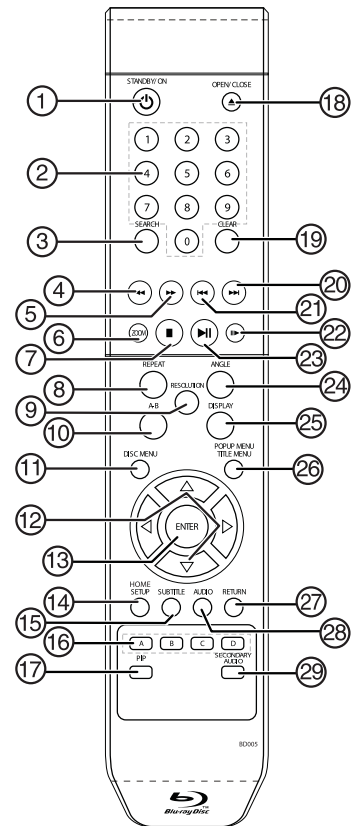 STANDBY/ ON
OPEN/ CLOSE
1
18
1 2 3
2
4 5 6
7 8 9
SEARCH
CLEAR
3
0
19
4
20
5
21
6
ZOOM
22
7
23
REPEAT
ANGLE
8
RESOLUTION
24
9
A-B
DISPLAY
10
25
POPUP MENU
TITLE MENU
DISC MENU
11
26
12
ENTER
13
HOME
SETUP
SUBTITLE
AUDIO
RETURN
14
27
15
28
16
A B C D
PIP
SECONDARY
AUDIO
17
29
BD005
Blu-ray Disc
TM